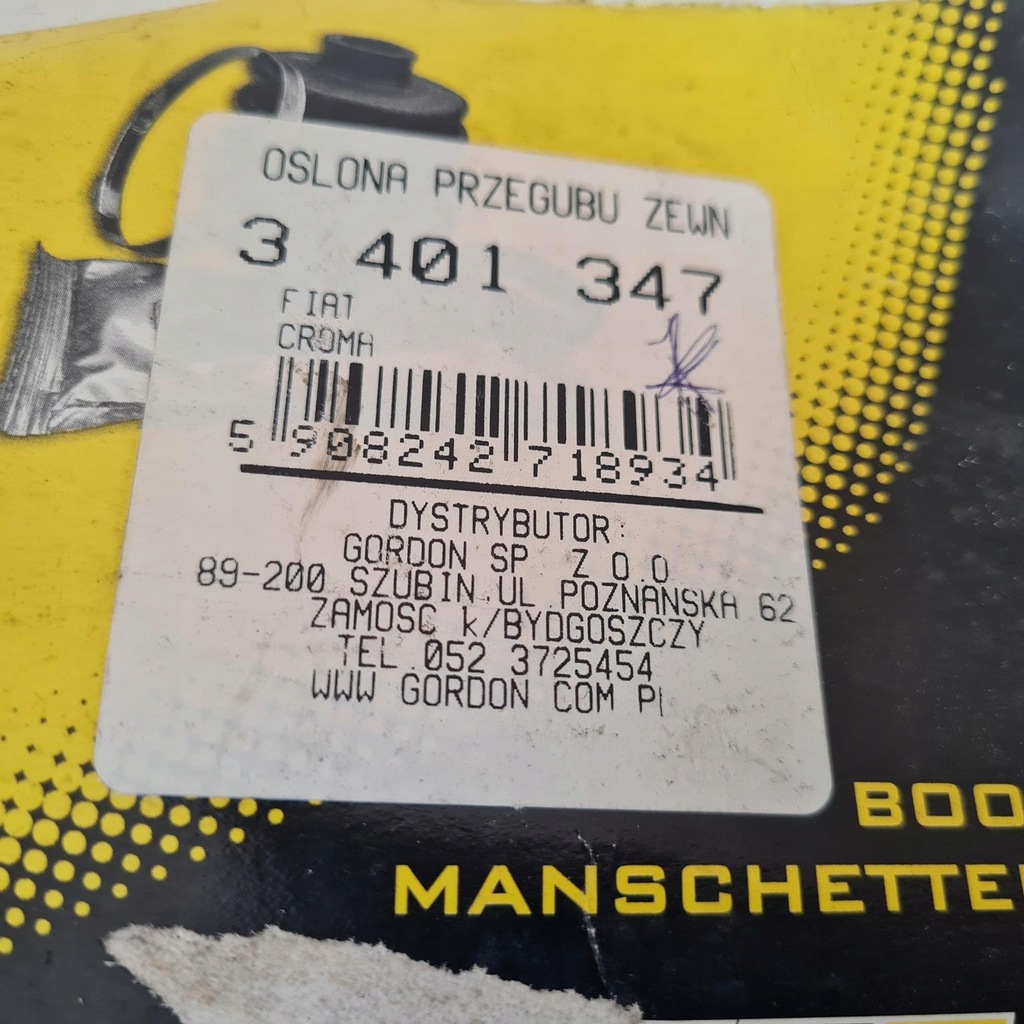 OSLONA PRZEGUBU ZEWN
3 401 347
FIAT
CROMA
5 908242 718934
DYSTRYBUTOR:
GORDON SP Z O O
89-200 SZUBIN.UL POZNANSKA 62
ZAMOSC k/BYDGOSZCZY
TEL.052 3725454
WWW GORDON COM Pl
BOO
MANSCHETTE